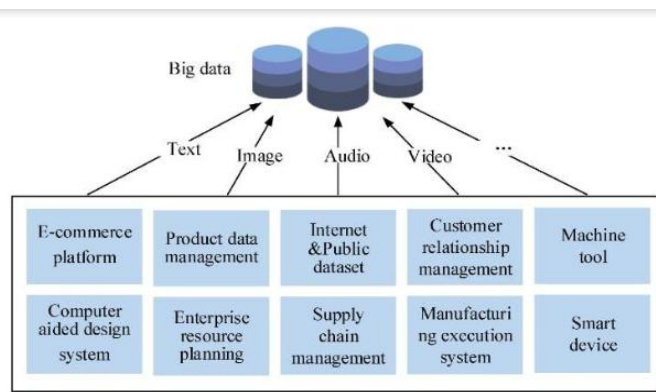 Big data
Text
Image
Audio
Video
...
E-commerce
platform
Product data
management
Internet
&Public
dataset
Customer
relationship
management
Machine
tool
Computer
aided design
system
Enterprise
resource
planning
Supply
chain
management
Manufacturi
ng execution
system
Smart
device